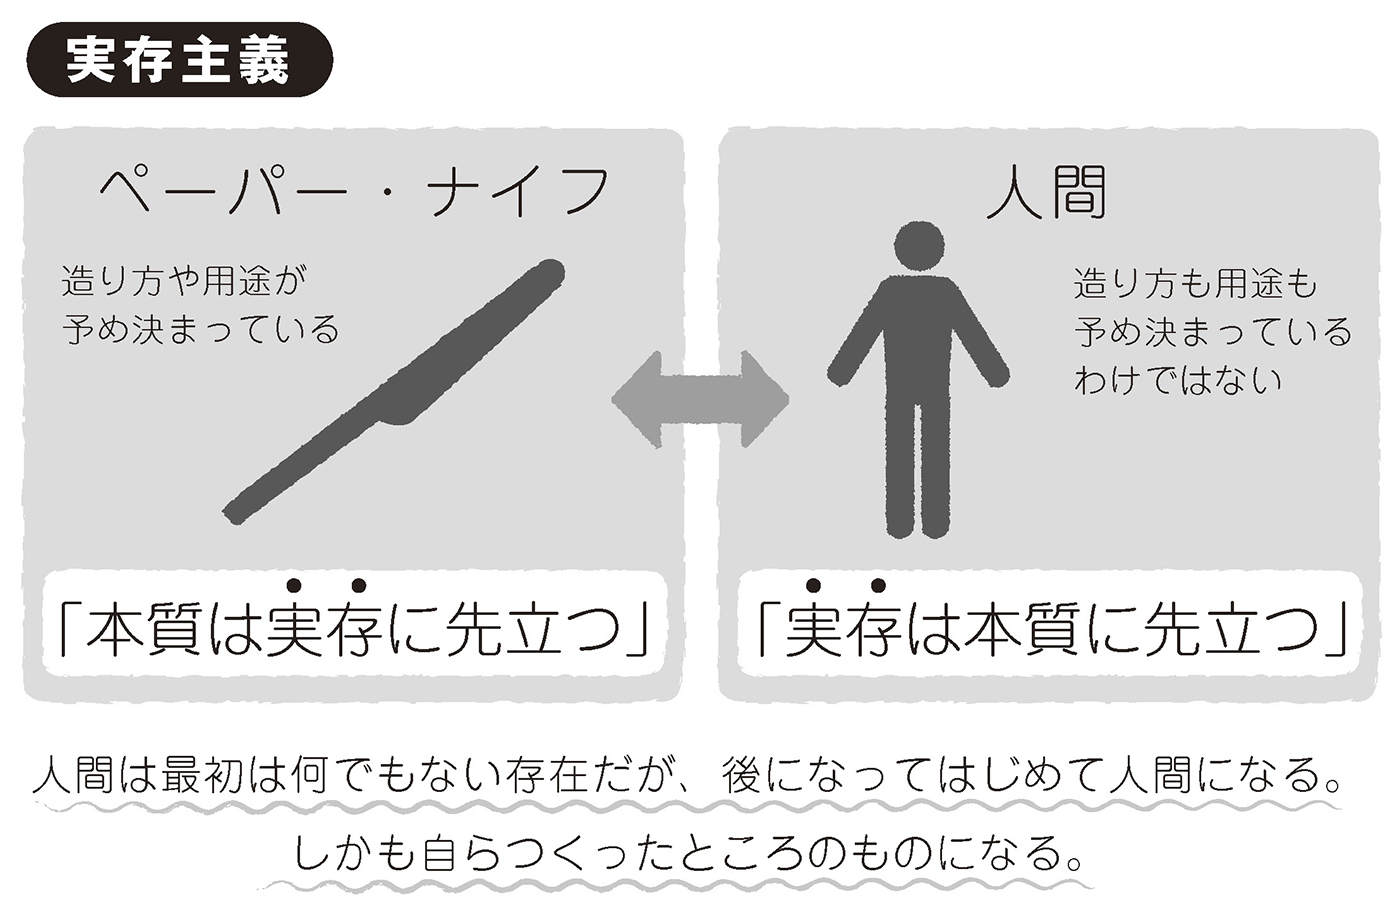 実存主義
ペーパー・ナイフ
造り方や用途が
予め決まっている
「本質は実存に先立つ」
人間
造り方も用途も
予め決まっている
わけではない
「実存は本質に先立つ」
人間は最初は何でもない存在だが、後になってはじめて人間になる。
しかも自らつくったところのものになる。